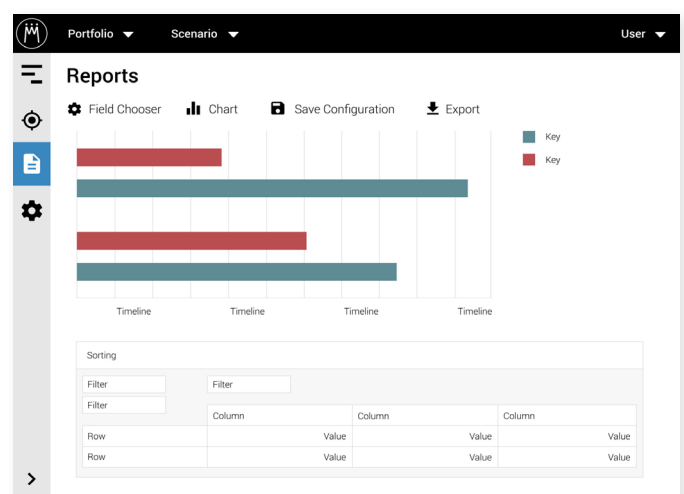 Portfolio Scenario User
Reports
Field Chooser Chart Save Configuration Export
Key
Key
Timeline Timeline Timeline Timeline
Sorting
Filter Filter
Filter
Column Column Column
Row Value Value Value
Row Value Value Value